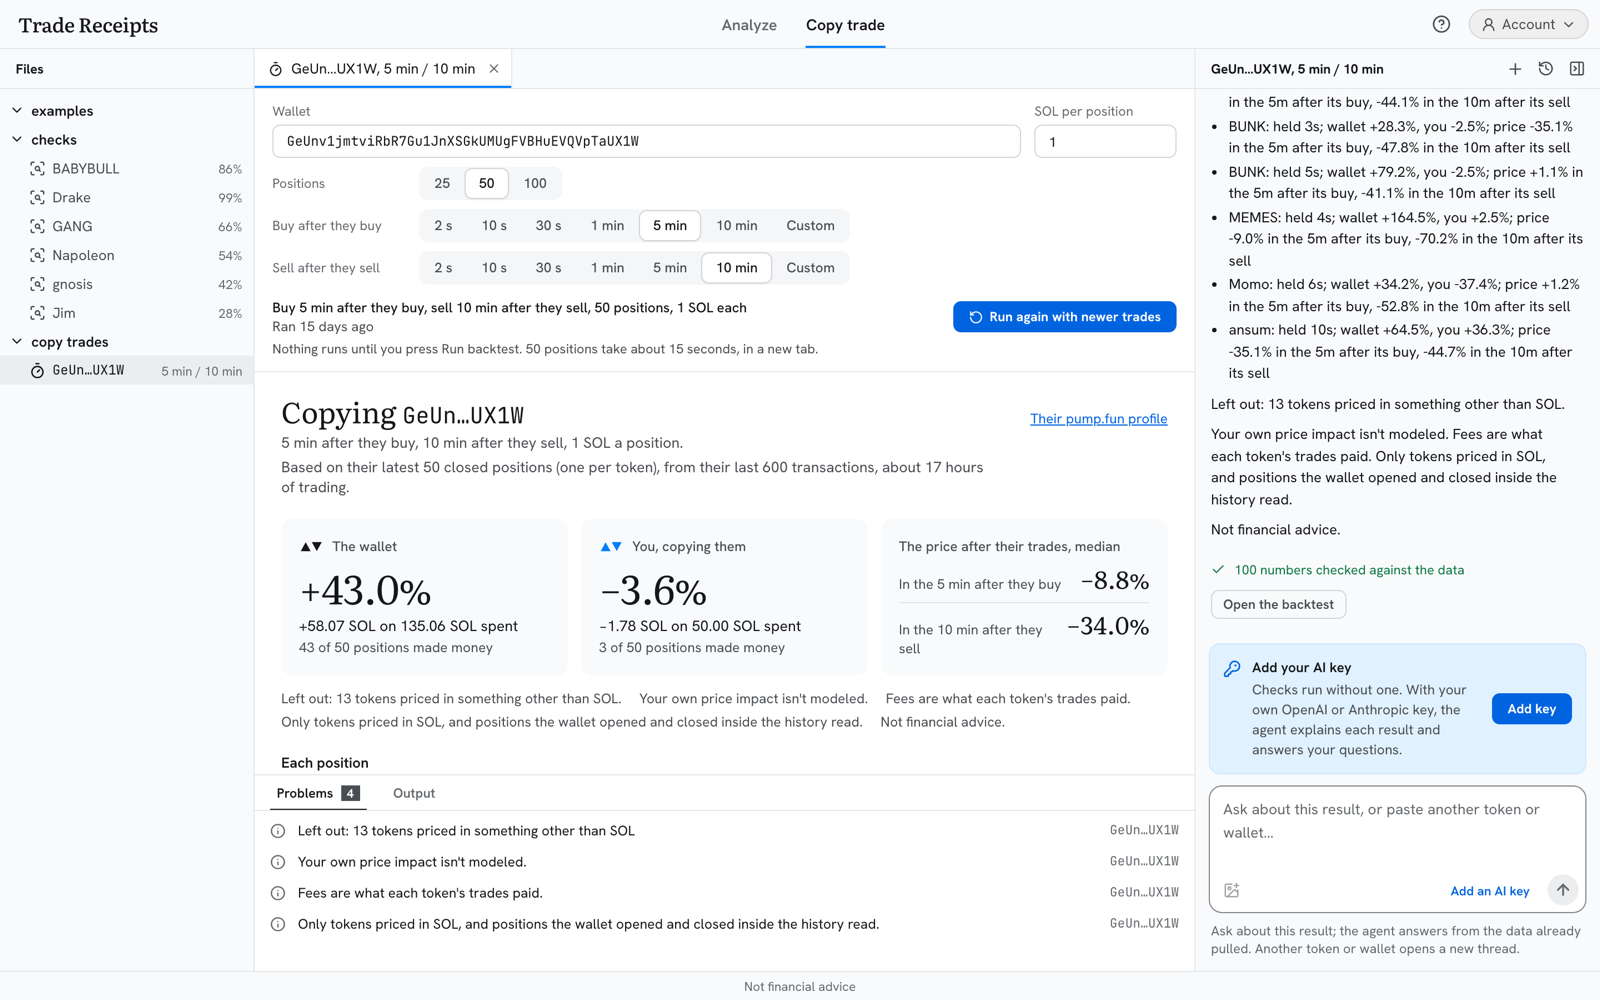 Trade Receipts
Analyze
Copy trade
Account
Files
examples
checks
BABYBULL 86%
Drake 99%
GANG 66%
Napoleon 54%
gnosis 42%
Jim 28%
copy trades
GeUn…UX1W 5 min / 10 min
GeUn…UX1W, 5 min / 10 min
Wallet
GeUnv1jmtviRbR7Gu1JnXSGkUMUgFVBHuEVQVpTaUX1W
SOL per position
1
Positions
25 50 100
Buy after they buy
2 s 10 s 30 s 1 min 5 min 10 min Custom
Sell after they sell
2 s 10 s 30 s 1 min 5 min 10 min Custom
Buy 5 min after they buy, sell 10 min after they sell, 50 positions, 1 SOL each
Ran 15 days ago
Nothing runs until you press Run backtest. 50 positions take about 15 seconds, in a new tab.
Run again with newer trades
Copying GeUn…UX1W
Their pump.fun profile
5 min after they buy, 10 min after they sell, 1 SOL a position.
Based on their latest 50 closed positions (one per token), from their last 600 transactions, about 17 hours
of trading.
▲▼ The wallet
+43.0%
+58.07 SOL on 135.06 SOL spent
43 of 50 positions made money
▲▼ You, copying them
−3.6%
−1.78 SOL on 50.00 SOL spent
3 of 50 positions made money
The price after their trades, median
In the 5 min after they buy −8.8%
In the 10 min after they −34.0%
sell
Left out: 13 tokens priced in something other than SOL. Your own price impact isn't modeled. Fees are what each token's trades paid.
Only tokens priced in SOL, and positions the wallet opened and closed inside the history read. Not financial advice.
Each position
Problems 4
Output
Left out: 13 tokens priced in something other than SOL GeUn…UX1W
Your own price impact isn't modeled. GeUn…UX1W
Fees are what each token's trades paid. GeUn…UX1W
Only tokens priced in SOL, and positions the wallet opened and closed inside the history read. GeUn…UX1W
GeUn…UX1W, 5 min / 10 min
in the 5m after its buy, -44.1% in the 10m after its sell
• BUNK: held 3s; wallet +28.3%, you -2.5%; price -35.1%
in the 5m after its buy, -47.8% in the 10m after its sell
• BUNK: held 5s; wallet +79.2%, you -2.5%; price +1.1% in
the 5m after its buy, -41.1% in the 10m after its sell
• MEMES: held 4s; wallet +164.5%, you +2.5%; price
-9.0% in the 5m after its buy, -70.2% in the 10m after its
sell
• Momo: held 6s; wallet +34.2%, you -37.4%; price +1.2%
in the 5m after its buy, -52.8% in the 10m after its sell
• ansum: held 10s; wallet +64.5%, you +36.3%; price
-35.1% in the 5m after its buy, -44.7% in the 10m after
its sell
Left out: 13 tokens priced in something other than SOL.
Your own price impact isn't modeled. Fees are what
each token's trades paid. Only tokens priced in SOL,
and positions the wallet opened and closed inside the
history read.
Not financial advice.
100 numbers checked against the data
Open the backtest
Add your AI key
Checks run without one. With your
own OpenAI or Anthropic key, the
agent explains each result and
answers your questions.
Add key
Ask about this result, or paste another token or
wallet…
Add an AI key
Ask about this result; the agent answers from the data already
pulled. Another token or wallet opens a new thread.
Not financial advice